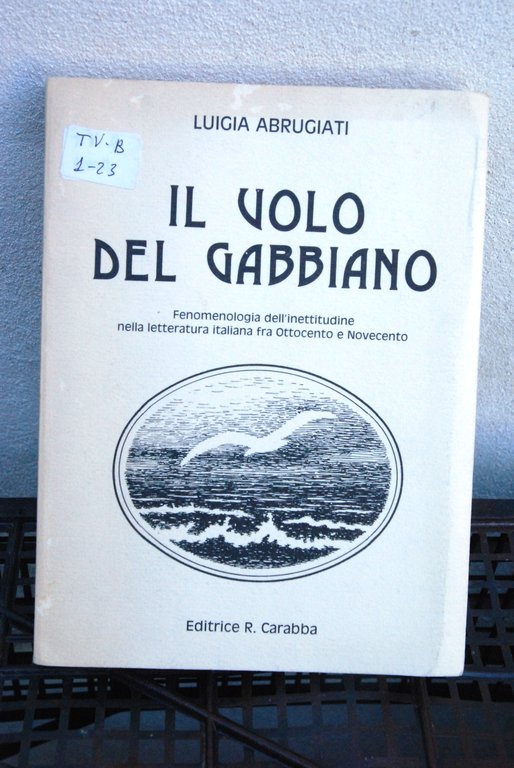 LUIGIA ABRUGIATI
TV-B
1-23
IL VOLO
DEL GABBIANO
Fenomenologia dell'inettitudine
nella letteratura italiana fra Ottocento e Novecento
Editrice R. Carabba